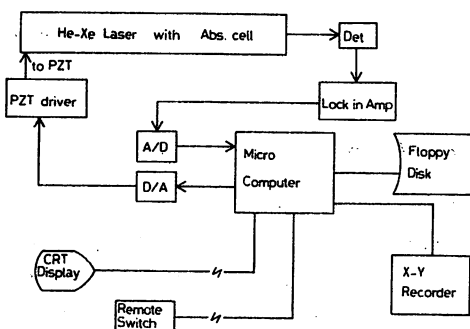 He-Xe Laser with Abs. cell
Det
to PZT
PZT driver
Lock in Amp
A/D
Micro
Computer
Floppy
Disk
D/A
CRT
Display
X-Y
Recorder
Remote
Switch